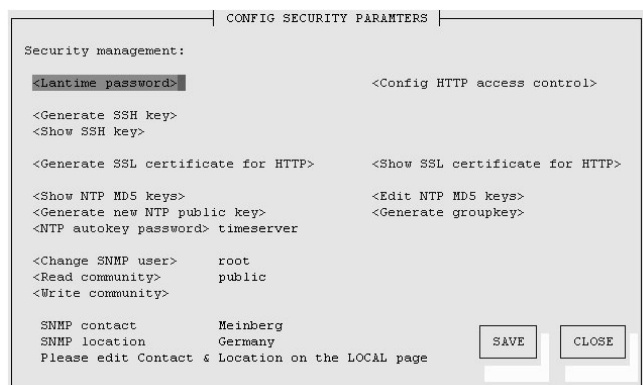 CONFIG SECURITY PARAMTERS
Security management:
<Lantime password> <Config HTTP access control>
<Generate SSH key>
<Show SSH key>
<Generate SSL certificate for HTTP> <Show SSL certificate for HTTP>
<Show NTP MD5 keys> <Edit NTP MD5 keys>
<Generate new NTP public key> <Generate groupkey>
<NTP autokey password> timeserver
<Change SNMP user> root
<Read community> public
<Write community>
SNMP contact Meinberg
SNMP location Germany SAVE CLOSE
Please edit Contact & Location on the LOCAL page